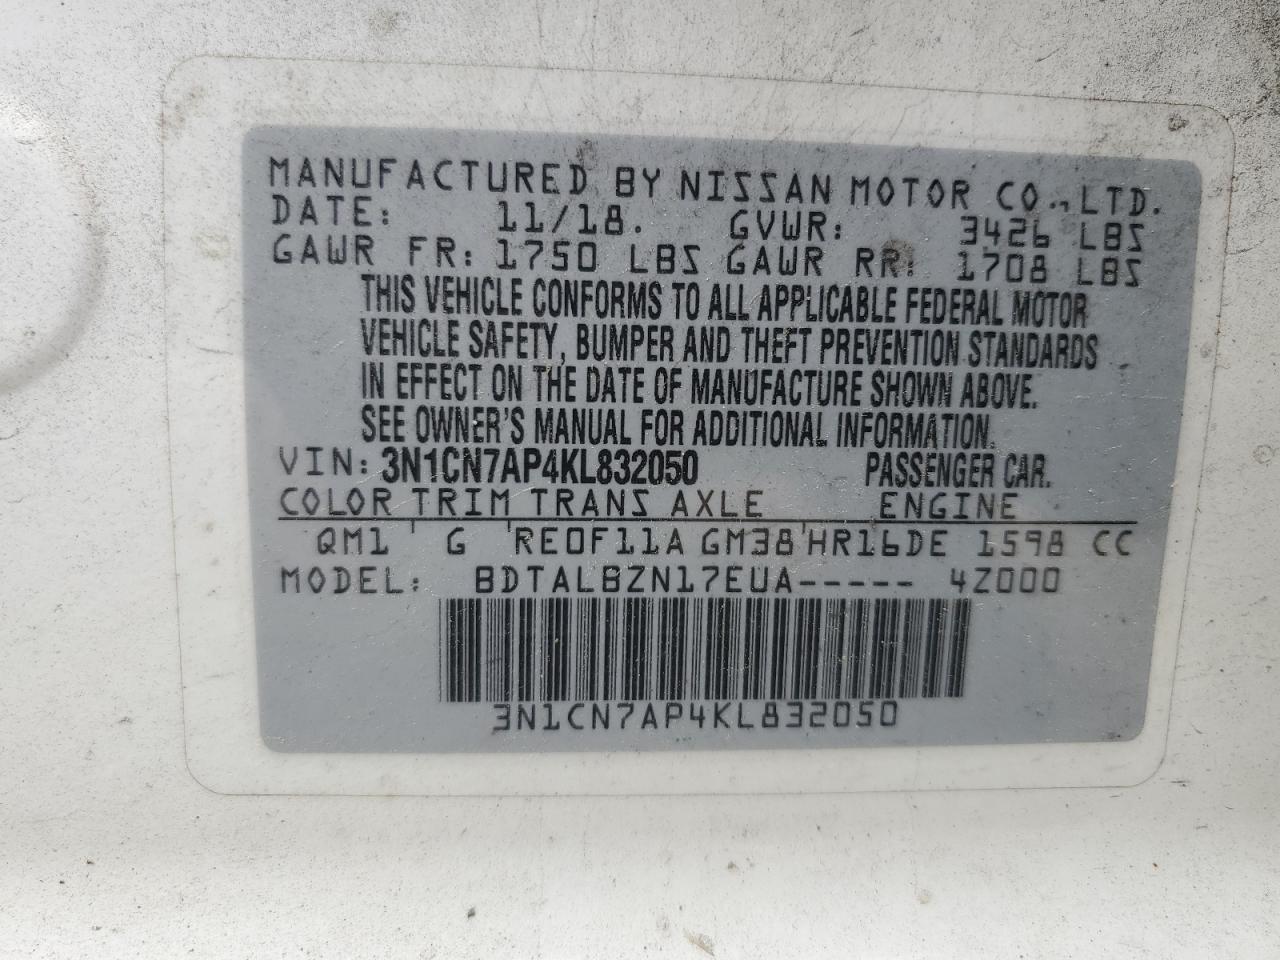 MANUFACTURED BY NISSAN MOTOR CO., LTD.
DATE: 11/18. GVWR: 3426 LBS
GAWR FR: 1750 LBS GAWR RR: 1708 LBS
THIS VEHICLE CONFORMS TO ALL APPLICABLE FEDERAL MOTOR
VEHICLE SAFETY, BUMPER AND THEFT PREVENTION STANDARDS
IN EFFECT ON THE DATE OF MANUFACTURE SHOWN ABOVE.
SEE OWNER'S MANUAL FOR ADDITIONAL INFORMATION.
VIN: 3N1CN7AP4KL832050 PASSENGER CAR.
COLOR TRIM TRANS AXLE ENGINE
QM1 G RE0F11A GM38 HR16DE 1598 CC
MODEL: BDTALBZN17EUA----- 4Z000
3N1CN7AP4KL832050